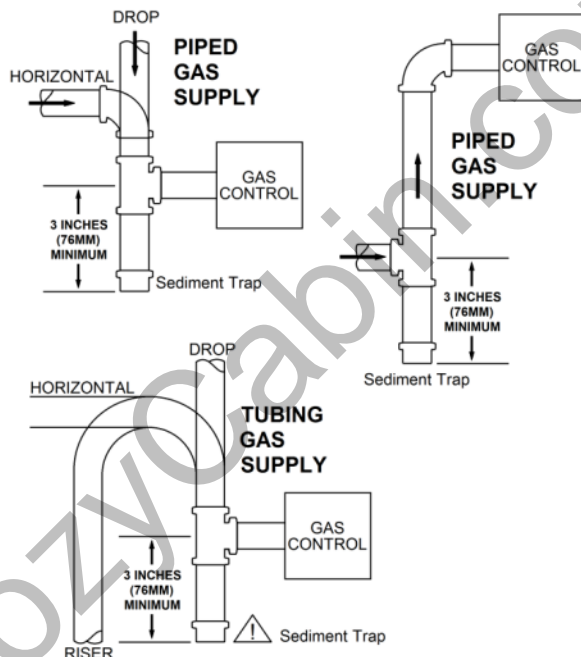 DROP
HORIZONTAL
PIPED
GAS
SUPPLY
GAS
CONTROL
3 INCHES
(76MM)
MINIMUM
Sediment Trap
GAS
CONTROL
PIPED
GAS
SUPPLY
3 INCHES
(76MM)
MINIMUM
Sediment Trap
DROP
HORIZONTAL
TUBING
GAS
SUPPLY
GAS
CONTROL
3 INCHES
(76MM)
MINIMUM
! Sediment Trap
RISER
ozyCabin.co